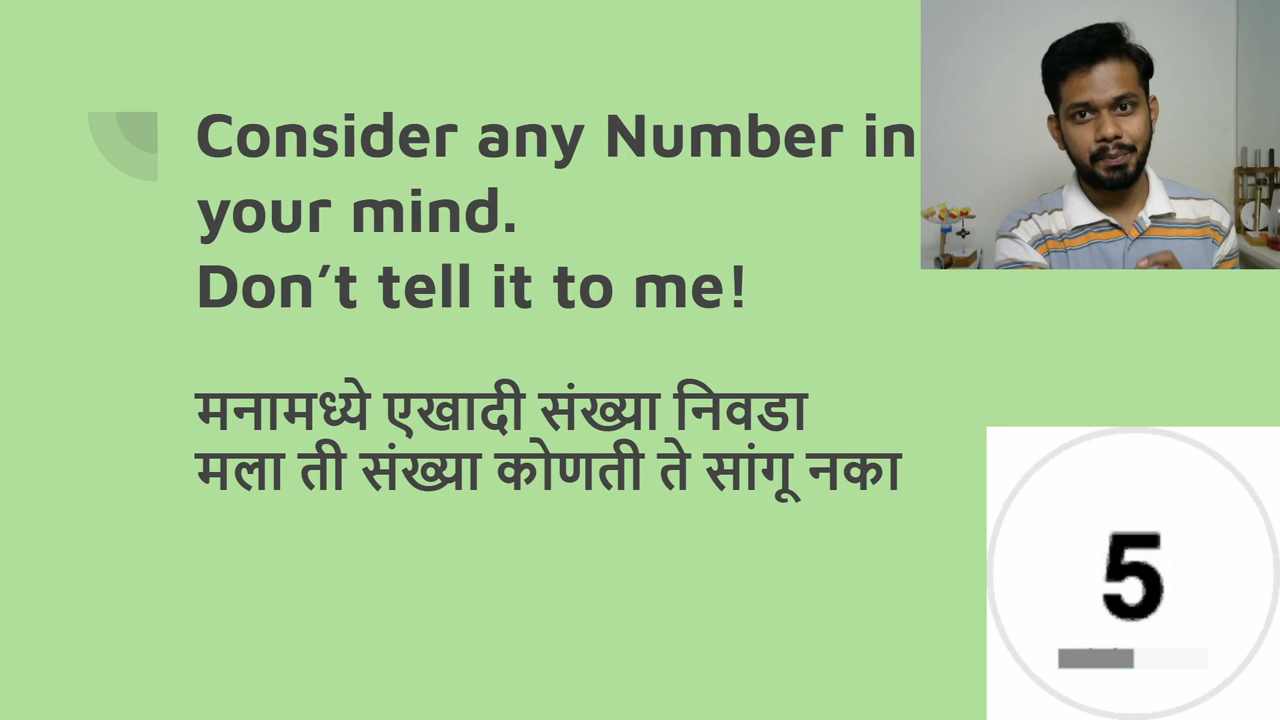 Consider any Number in
your mind.
Don’t tell it to me!
मनामध्ये एखादी संख्या निवडा
मला ती संख्या कोणती ते सांगू नका
5